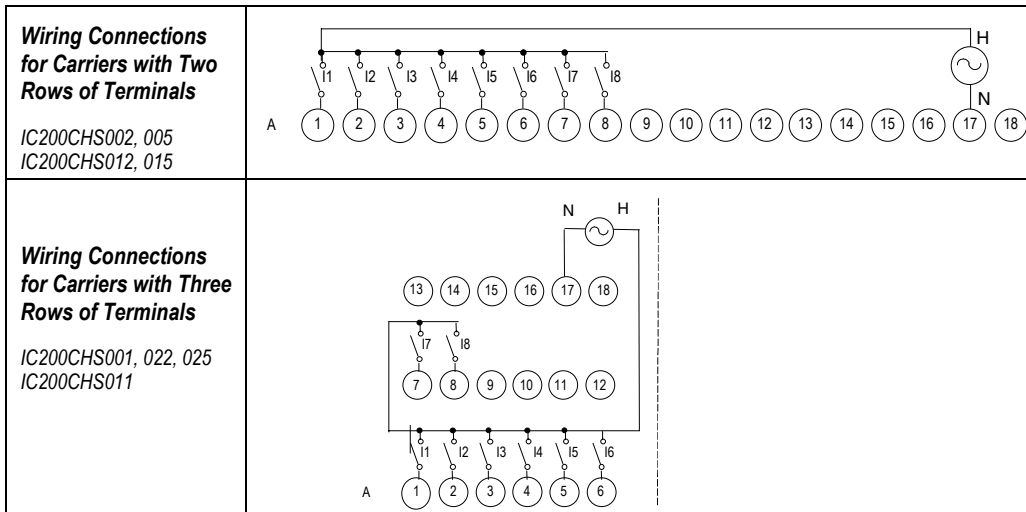 Wiring Connections
for Carriers with Two
Rows of Terminals
IC200CHS002, 005
IC200CHS012, 015
H
I1 I2 I3 I4 I5 I6 I7 I8
N
A 1 2 3 4 5 6 7 8 9 10 11 12 13 14 15 16 17 18
Wiring Connections
for Carriers with Three
Rows of Terminals
IC200CHS001, 022, 025
IC200CHS011
N H
13 14 15 16 17 18
I7 I8
7 8 9 10 11 12
I1 I2 I3 I4 I5 I6
A 1 2 3 4 5 6